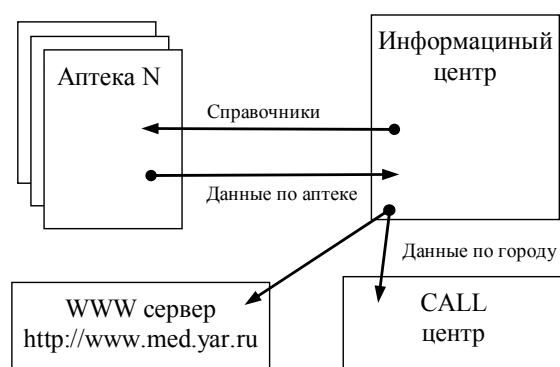 Аптека N
Информациный
центр
Справочники
Данные по аптеке
Данные по городу
WWW сервер
http://www.med.yar.ru
CALL
центр